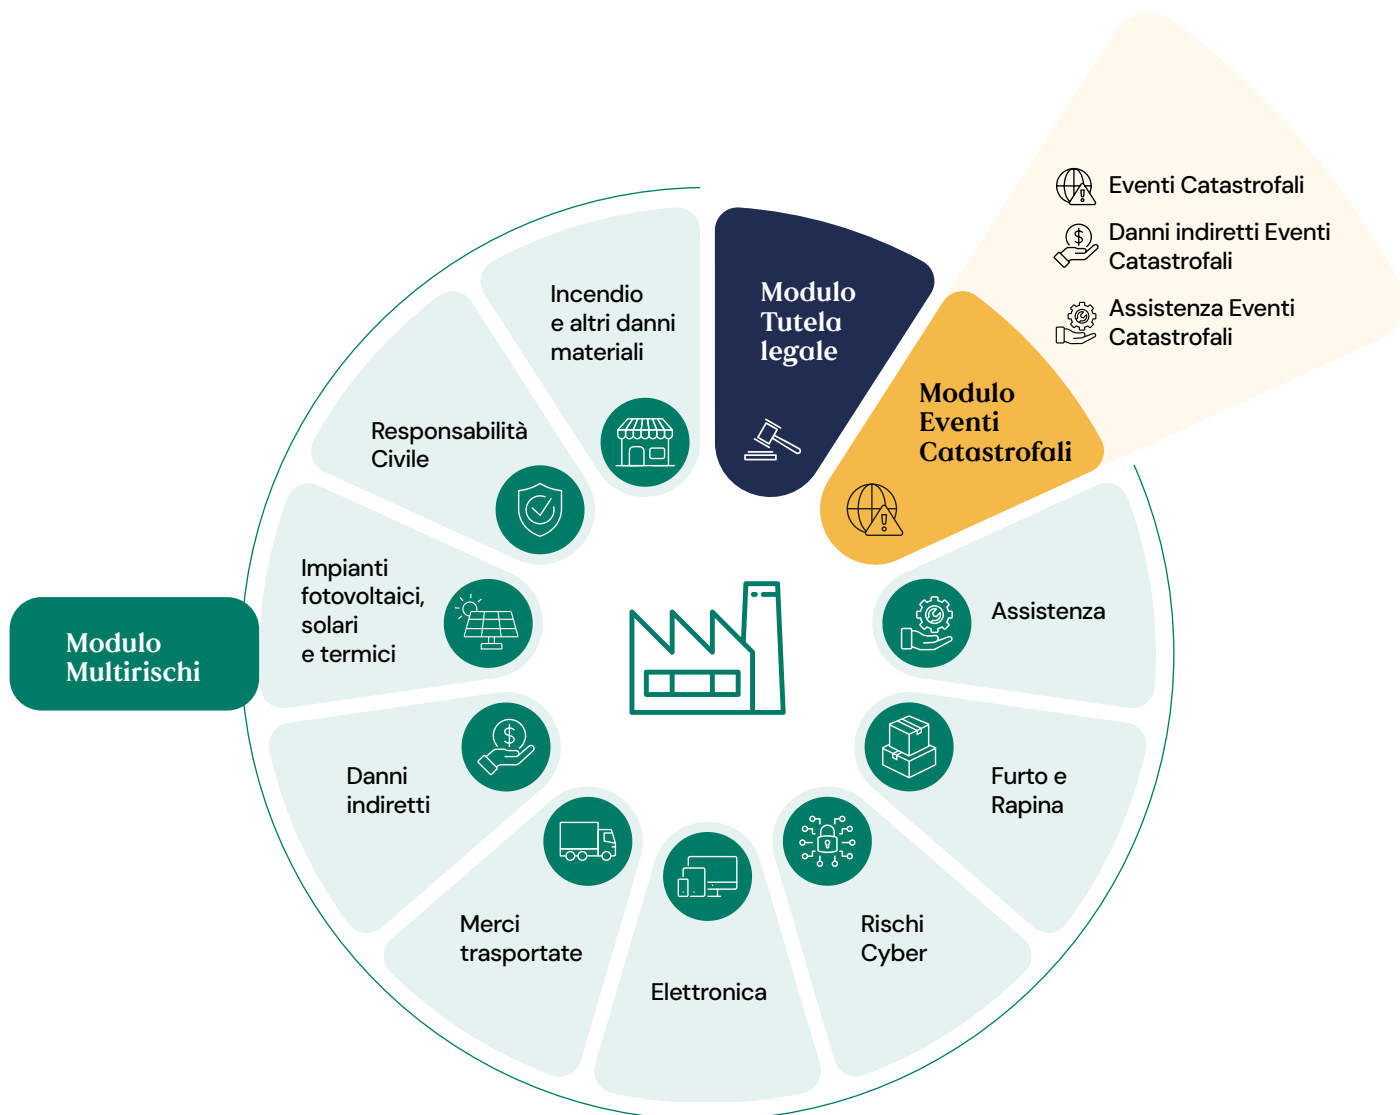 Eventi Catastrofali
Danni indiretti Eventi
Catastrofali
Assistenza Eventi
Catastrofali
Modulo
Tutela
legale
Modulo
Eventi
Catastrofali
Incendio
e altri danni
materiali
Responsabilità
Civile
Impianti
fotovoltaici,
solari
e termici
Modulo
Multirischi
Danni
indiretti
Merci
trasportate
Elettronica
Rischi
Cyber
Furto e
Rapina
Assistenza